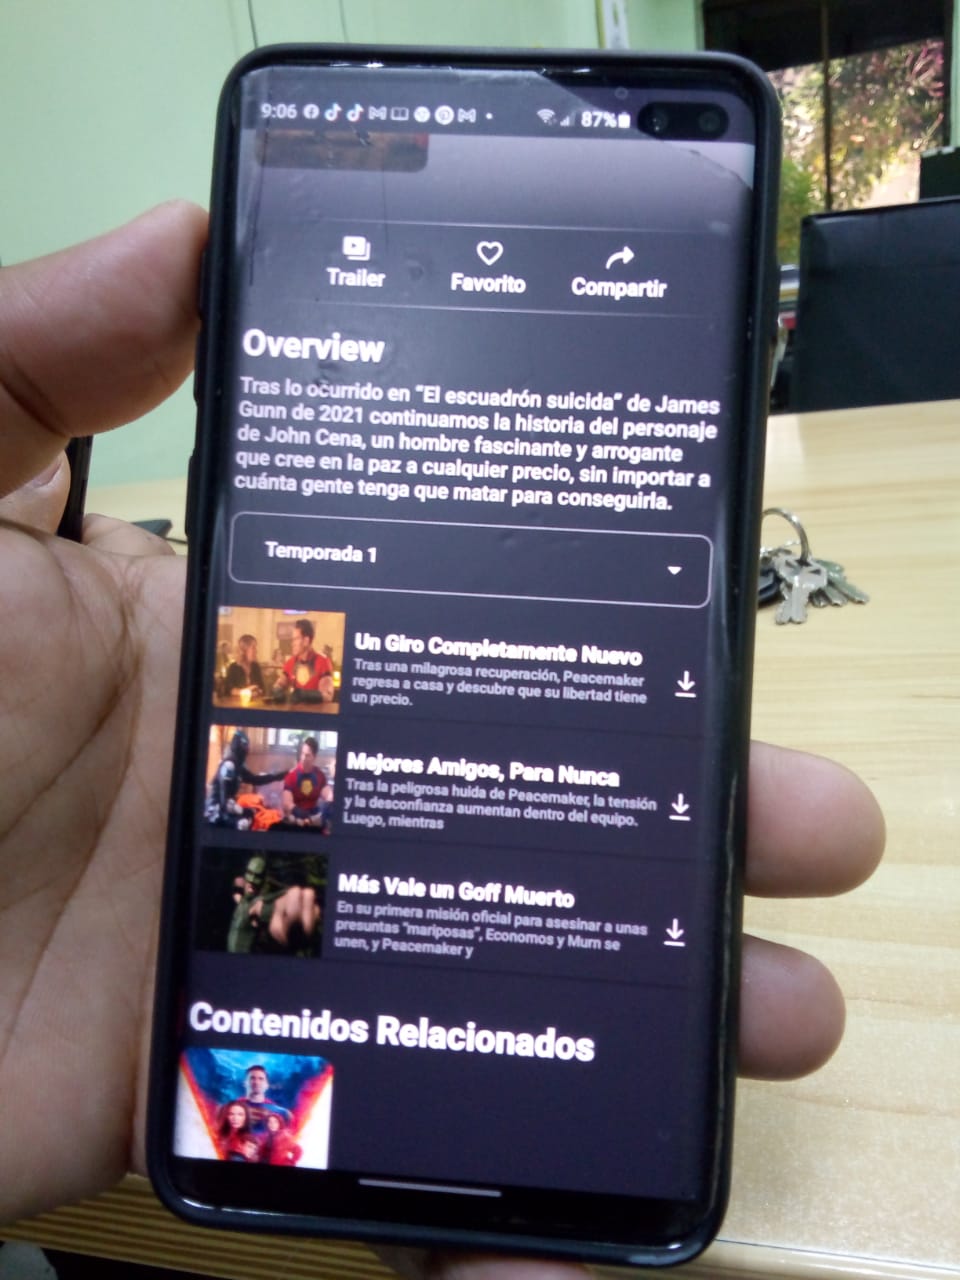 9:06
87%
Trailer
Favorito
Compartir
Overview
Tras lo ocurrido en "El escuadrón suicida" de James
Gunn de 2021 continuamos la historia del personaje
de John Cena, un hombre fascinante y arrogante
que cree en la paz a cualquier precio, sin importar a
cuánta gente tenga que matar para conseguirla.
Temporada 1
Un Giro Completamente Nuevo
Tras una milagrosa recuperación, Peacemaker
regresa a casa y descubre que su libertad tiene
un precio.
Mejores Amigos, Para Nunca
Tras la peligrosa huida de Peacemaker, la tensión
y la desconfianza aumentan dentro del equipo.
Luego, mientras
Más Vale un Goff Muerto
En su primera misión oficial para asesinar a unas
presuntas "mariposas", Economos y Murn se
unen, y Peacemaker y
Contenidos Relacionados